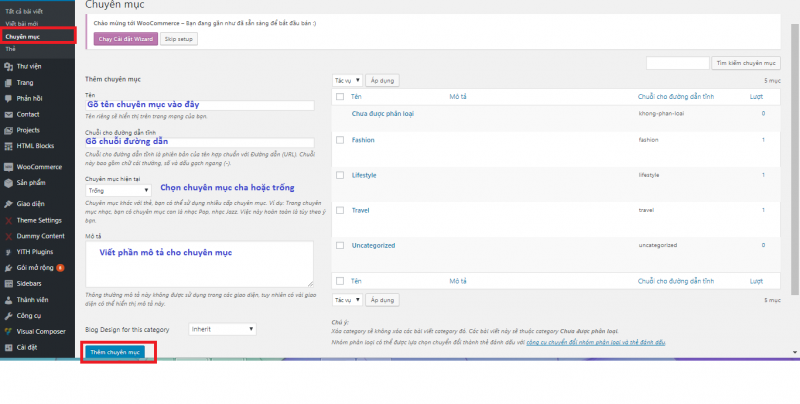 Tất cả bài viết
Viết bài mới
Chuyên mục
Thẻ
Thư viện
Trang
Phản hồi
Contact
Projects
HTML Blocks
WooCommerce
Sản phẩm
Giao diện
Theme Settings
Dummy Content
YITH Plugins
Gói mở rộng
Sidebars
Thành viên
Công cụ
Visual Composer
Cài đặt
Chuyên mục
Chào mừng tới WooCommerce – Bạn đang gần như đã sẵn sàng để bắt đầu bán :)
Chạy Cài đặt Wizard Skip setup
Tìm kiếm chuyên mục
Thêm chuyên mục
Tên
Gõ tên chuyên mục vào đây
Tên riêng sẽ hiển thị trên trang mạng của bạn.
Chuỗi cho đường dẫn tĩnh
Gõ chuỗi đường dẫn
Chuỗi cho đường dẫn tĩnh là phiên bản của tên hợp chuẩn với Đường dẫn (URL). Chuỗi
này bao gồm chữ cái thường, số và dấu gạch ngang (-).
Chuyên mục hiện tại
Trống
Chọn chuyên mục cha hoặc trống
Chuyên mục khác với thẻ, bạn có thể sử dụng nhiều cấp chuyên mục. Ví dụ: Trong chuyên
mục nhạc, bạn có chuyên mục con là nhạc Pop, nhạc Jazz. Việc này hoàn toàn là tùy theo ý
bạn.
Mô tả
Viết phần mô tả cho chuyên mục
Thông thường mô tả này không được sử dụng trong các giao diện, tuy nhiên có vài giao
diện có thể hiển thị mô tả này.
Blog Design for this category Inherit
Thêm chuyên mục
Tác vụ Áp dụng 5 mục
Tên Mô tả Chuỗi cho đường dẫn tĩnh Lượt
Chưa được phân loại khong-phan-loai 0
Fashion fashion 1
Lifestyle lifestyle 1
Travel travel 1
Uncategorized uncategorized 0
Tên Mô tả Chuỗi cho đường dẫn tĩnh Lượt
Tác vụ Áp dụng 5 mục
Chú ý:
Xóa category sẽ không xóa các bài viết category đó. Các bài viết này sẽ thuộc category Chưa được phân loại.
Nhóm phân loại có thể được lựa chọn chuyển đổi thành thẻ đánh dấu với công cụ chuyển đổi nhóm phân loại và thẻ đánh dấu.